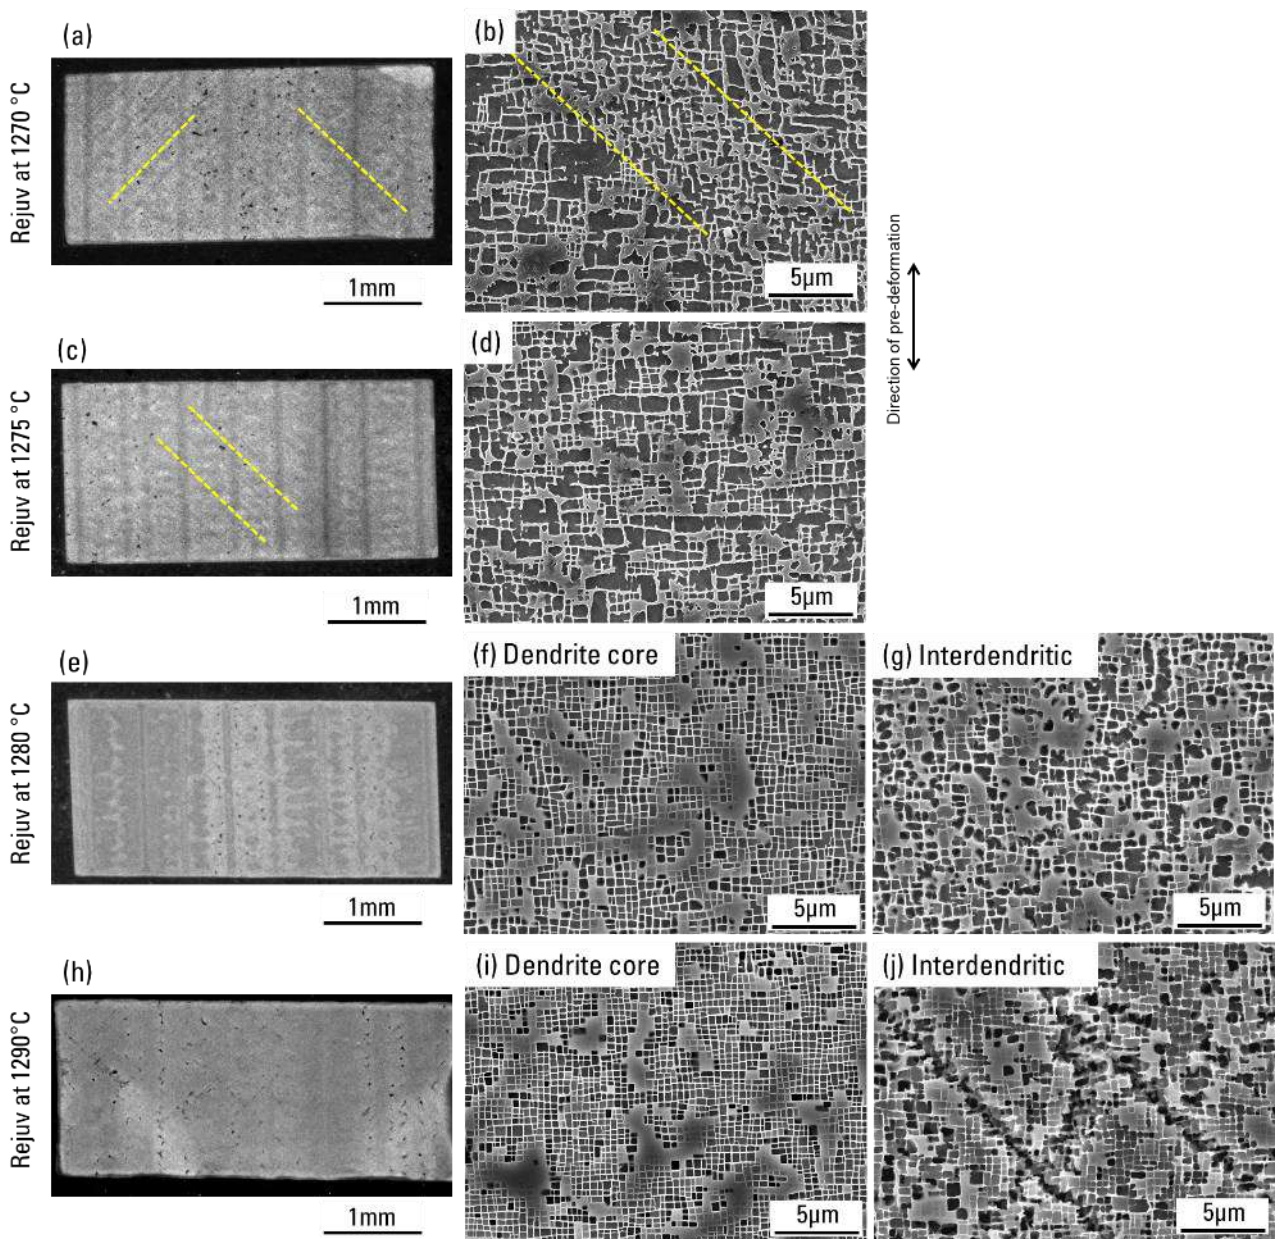 (a)
(b)
Rejuv at 1270 °C
1mm
5μm
Direction of pre-deformation
(c)
(d)
Rejuv at 1275 °C
1mm
5μm
(e)
(f) Dendrite core
(g) Interdendritic
Rejuv at 1280 °C
1mm
5μm
5μm
(h)
(i) Dendrite core
(j) Interdendritic
Rejuv at 1290°C
1mm
5μm
5μm